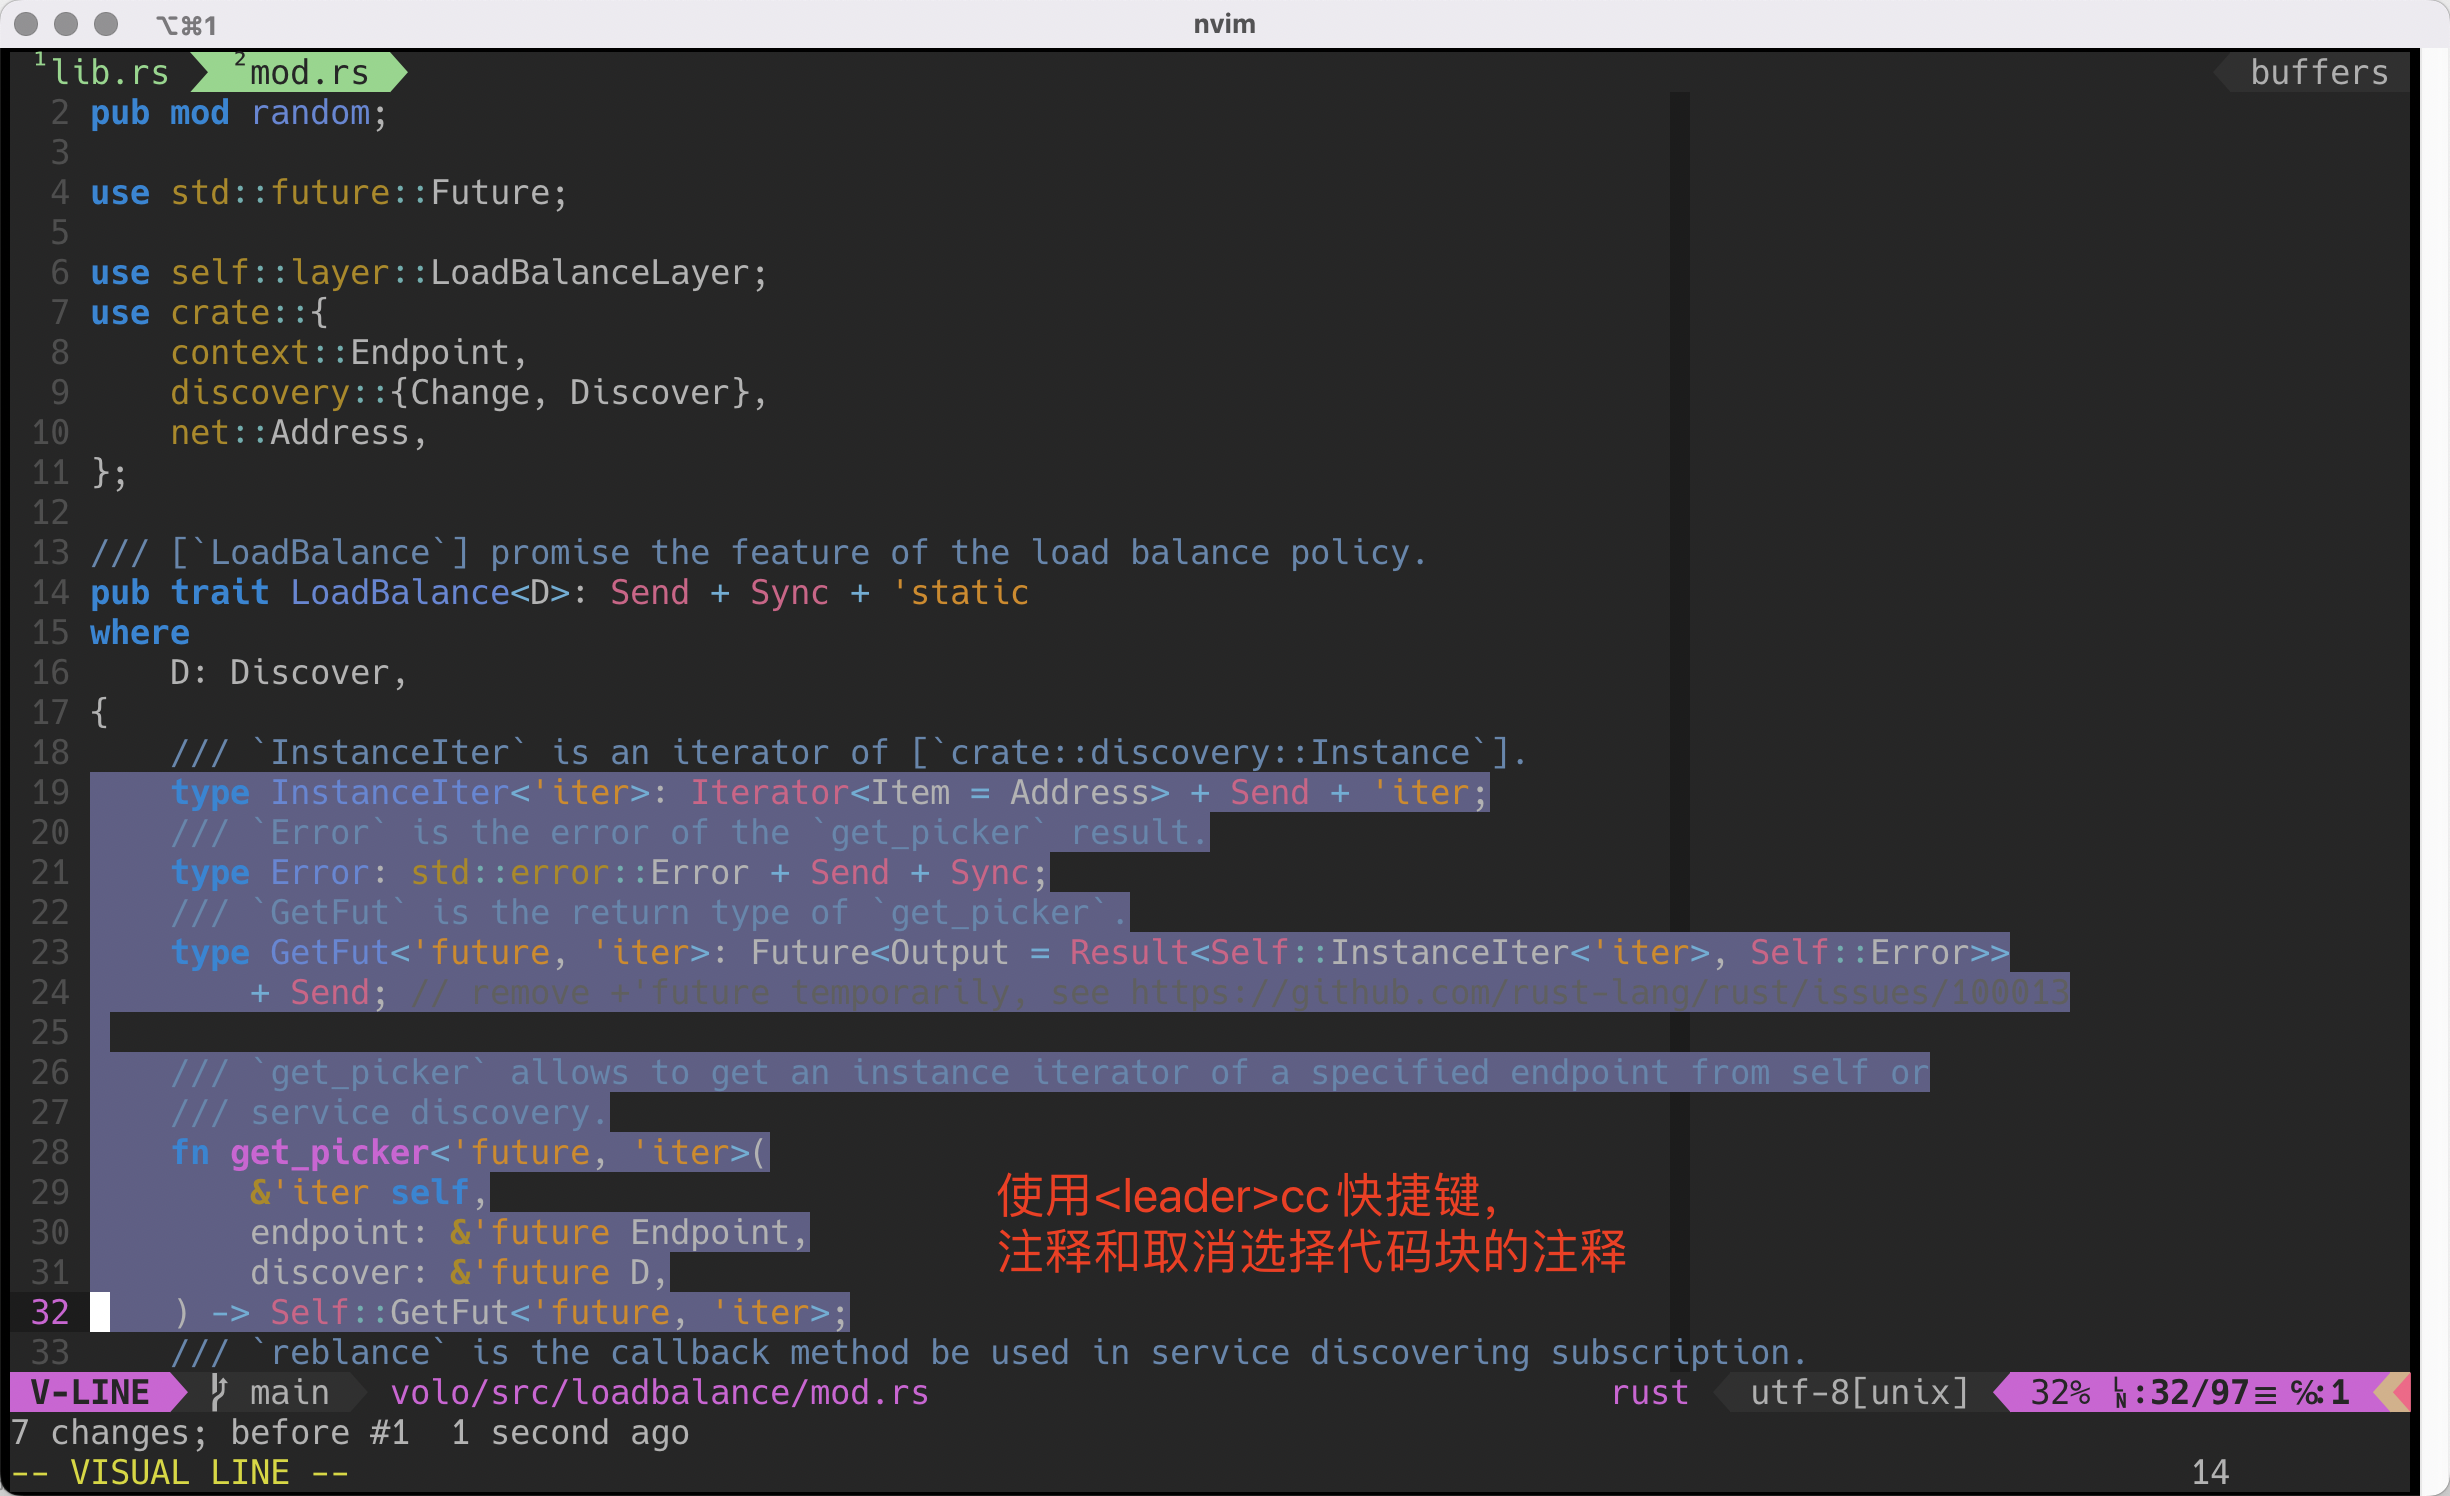 ⌥⌘1 nvim
1 lib.rs 2 mod.rs buffers
2 pub mod random;
3
4 use std::future::Future;
5
6 use self::layer::LoadBalanceLayer;
7 use crate::{
8     context::Endpoint,
9     discovery::{Change, Discover},
10     net::Address,
11 };
12
13 /// [`LoadBalance`] promise the feature of the load balance policy.
14 pub trait LoadBalance<D>: Send + Sync + 'static
15 where
16     D: Discover,
17 {
18     /// `InstanceIter` is an iterator of [`crate::discovery::Instance`].
19     type InstanceIter<'iter>: Iterator<Item = Address> + Send + 'iter;
20     /// `Error` is the error of the `get_picker` result.
21     type Error: std::error::Error + Send + Sync;
22     /// `GetFut` is the return type of `get_picker`.
23     type GetFut<'future, 'iter>: Future<Output = Result<Self::InstanceIter<'iter>, Self::Error>>
24         + Send; // remove +'future temporarily, see https://github.com/rust-lang/rust/issues/100013
25
26     /// `get_picker` allows to get an instance iterator of a specified endpoint from self or
27     /// service discovery.
28     fn get_picker<'future, 'iter>(
29         &'iter self,
30         endpoint: &'future Endpoint,
31         discover: &'future D,
32     ) -> Self::GetFut<'future, 'iter>;
33     /// `reblance` is the callback method be used in service discovering subscription.
使用<leader>cc快捷键，
注释和取消选择代码块的注释
V-LINE main volo/src/loadbalance/mod.rs rust utf-8[unix] 32% ㏑:32/97≡ ℅:1
7 changes; before #1  1 second ago
-- VISUAL LINE -- 14